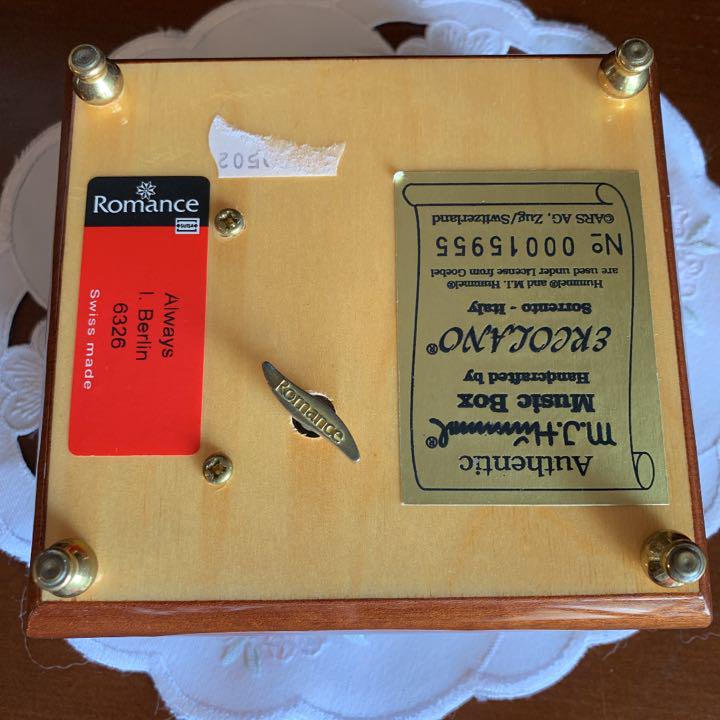 Romance
Always
I. Berlin
6326
Swiss made
Romance
Authentic
M.J. Hummel®
Music Box
Handcrafted by
ERCOLANO®
Sorrento - Italy
Hummel® and M.I. Hummel®
are used under License from Goebel
№ 00015955
©ARS AG, Zug/Switzerland